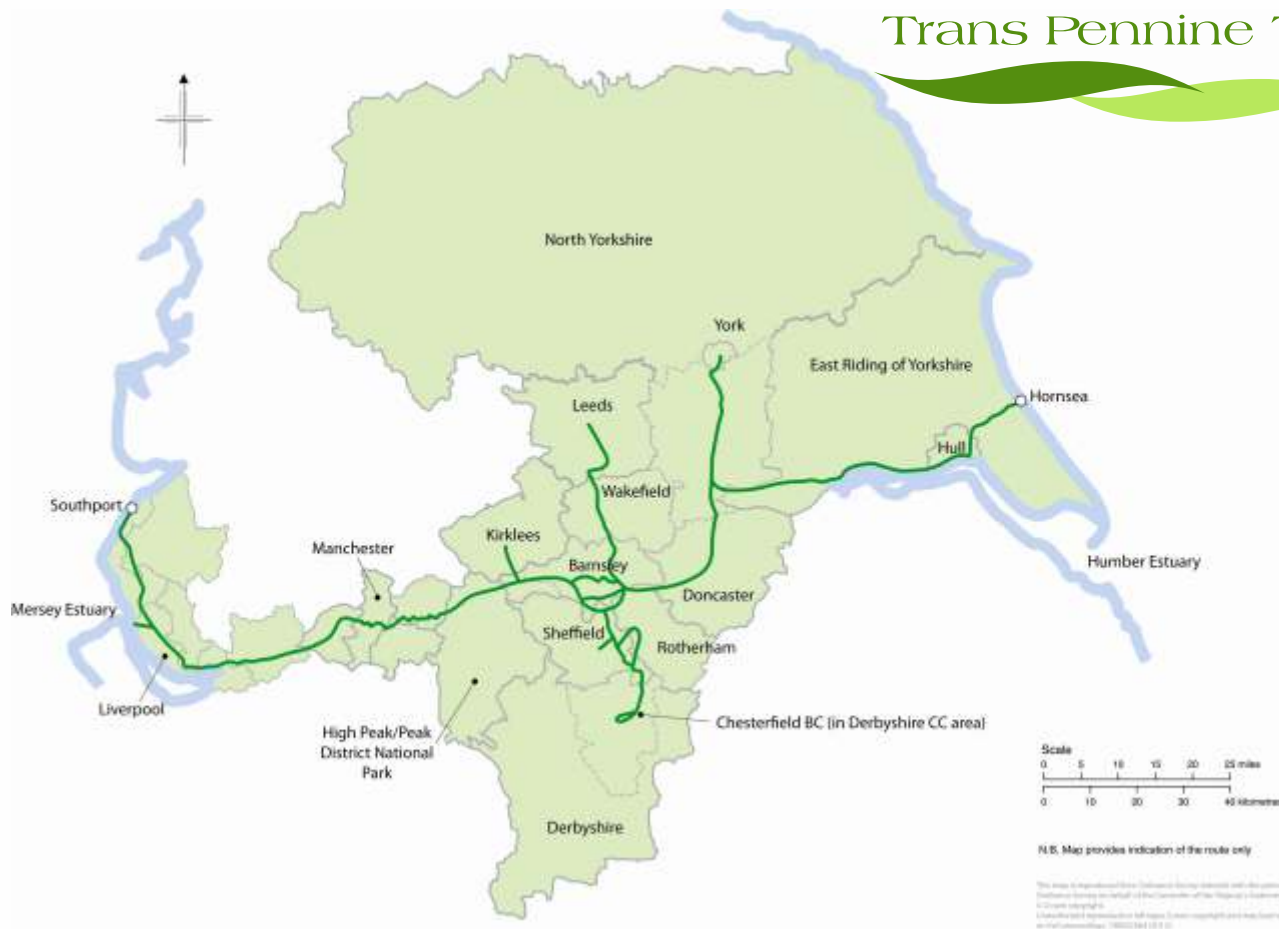 Trans Pennine T
North Yorkshire
York
East Riding of Yorkshire
Hornsea
Leeds
Hull
Wakefield
Southport
Kirklees
Manchester
Barnsley
Humber Estuary
Doncaster
Mersey Estuary
Sheffield
Rotherham
Liverpool
Chesterfield BC (in Derbyshire CC area)
High Peak/Peak
District National
Park
Scale
0 5 10 15 20 25 miles
0 10 20 30 40 kilometre
Derbyshire
N.B. Map provides indication of the route only